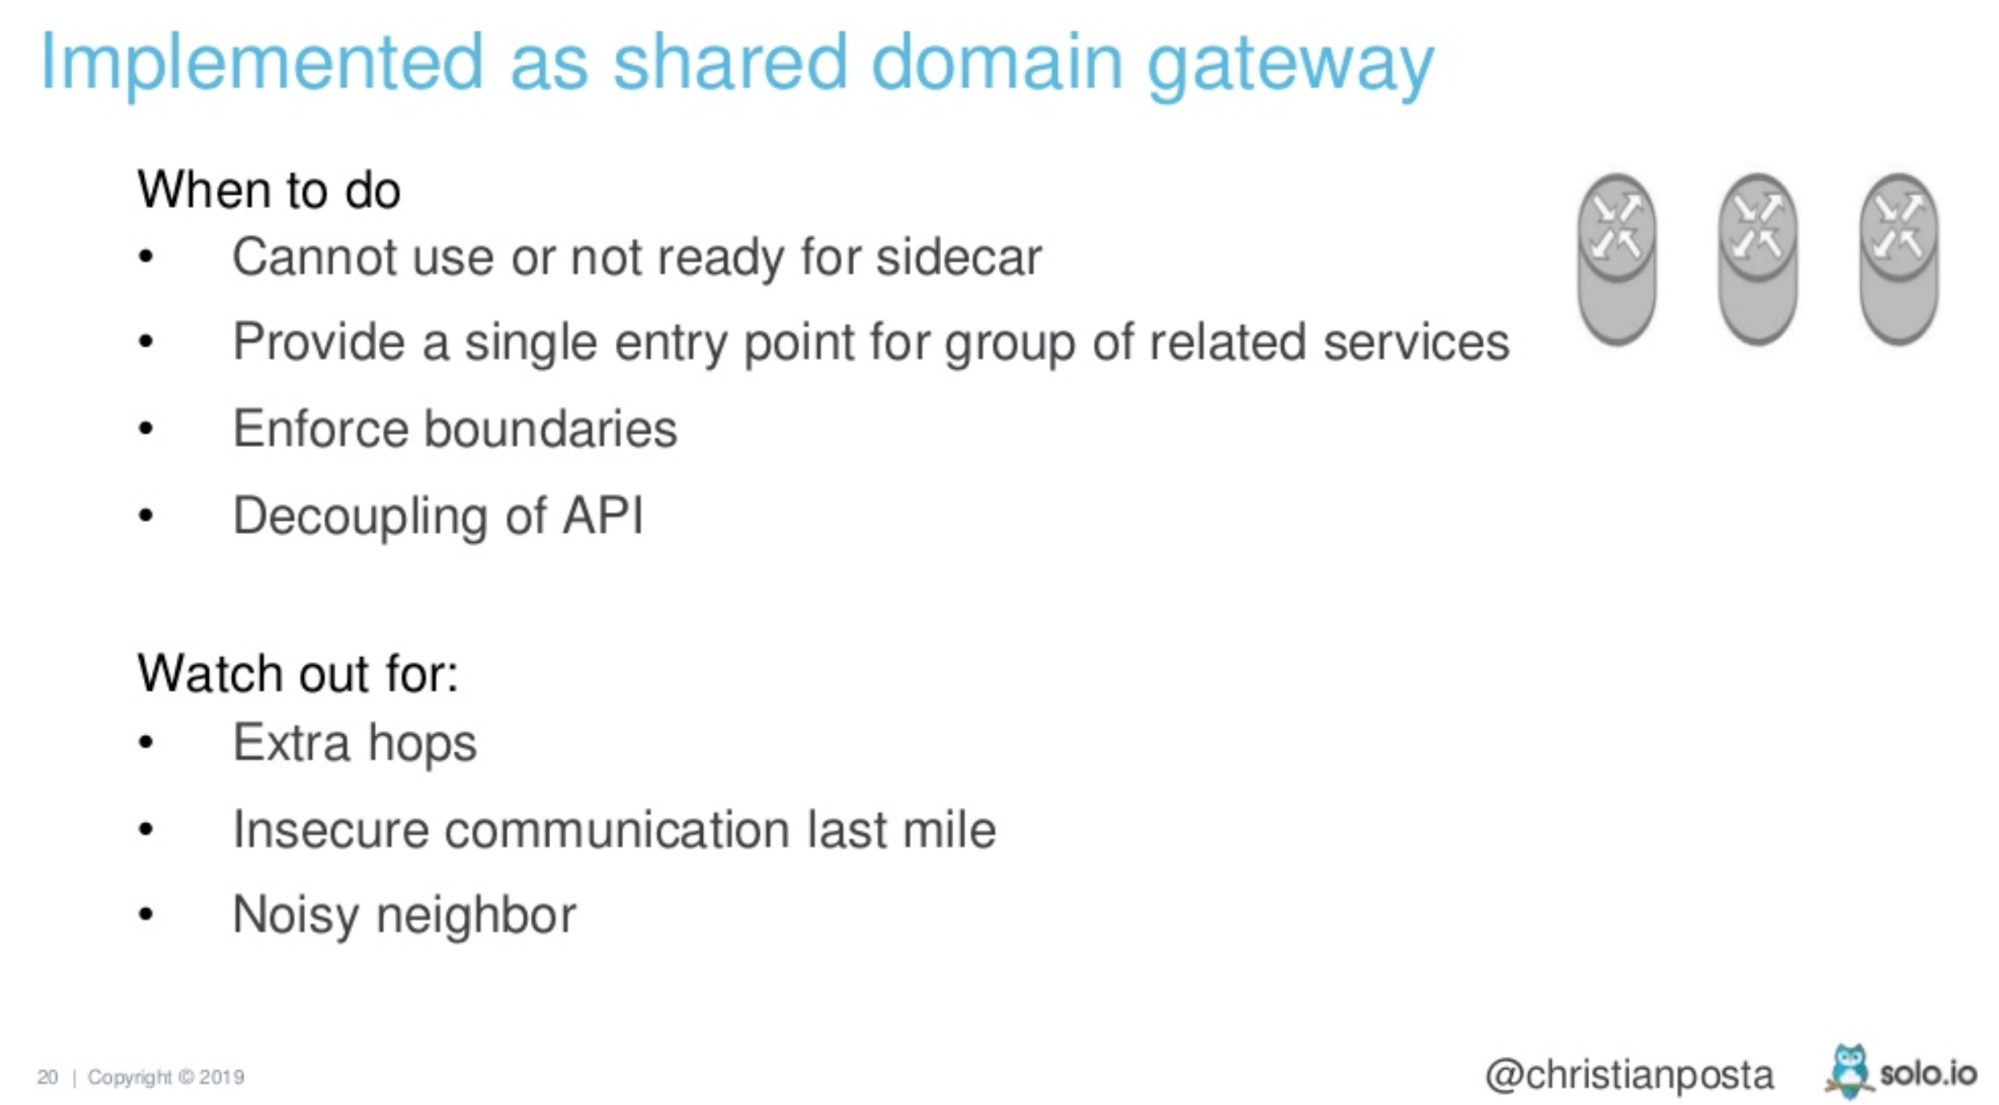 Implemented as shared domain gateway
When to do
• Cannot use or not ready for sidecar
• Provide a single entry point for group of related services
• Enforce boundaries
• Decoupling of API
Watch out for:
• Extra hops
• Insecure communication last mile
• Noisy neighbor
20 | Copyright © 2019
@christianposta
solo.io